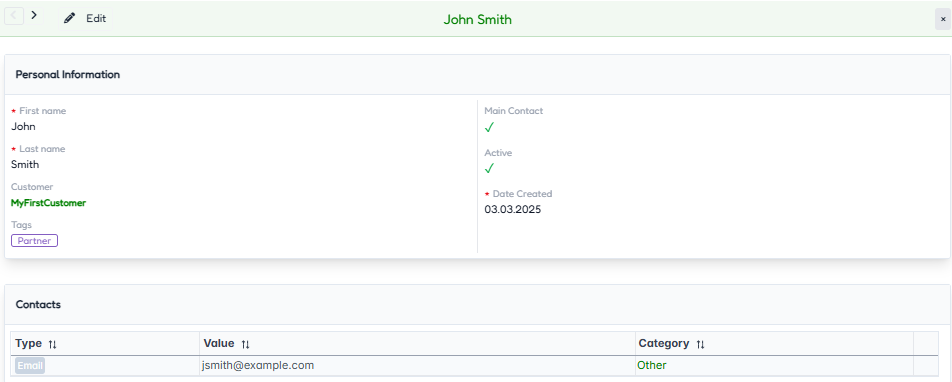 Edit
John Smith
Personal Information
* First name
John
* Last name
Smith
Customer
MyFirstCustomer
Tags
Partner
Main Contact
Active
* Date Created
03.03.2025
Contacts
Type Value Category
Email jsmith@example.com Other